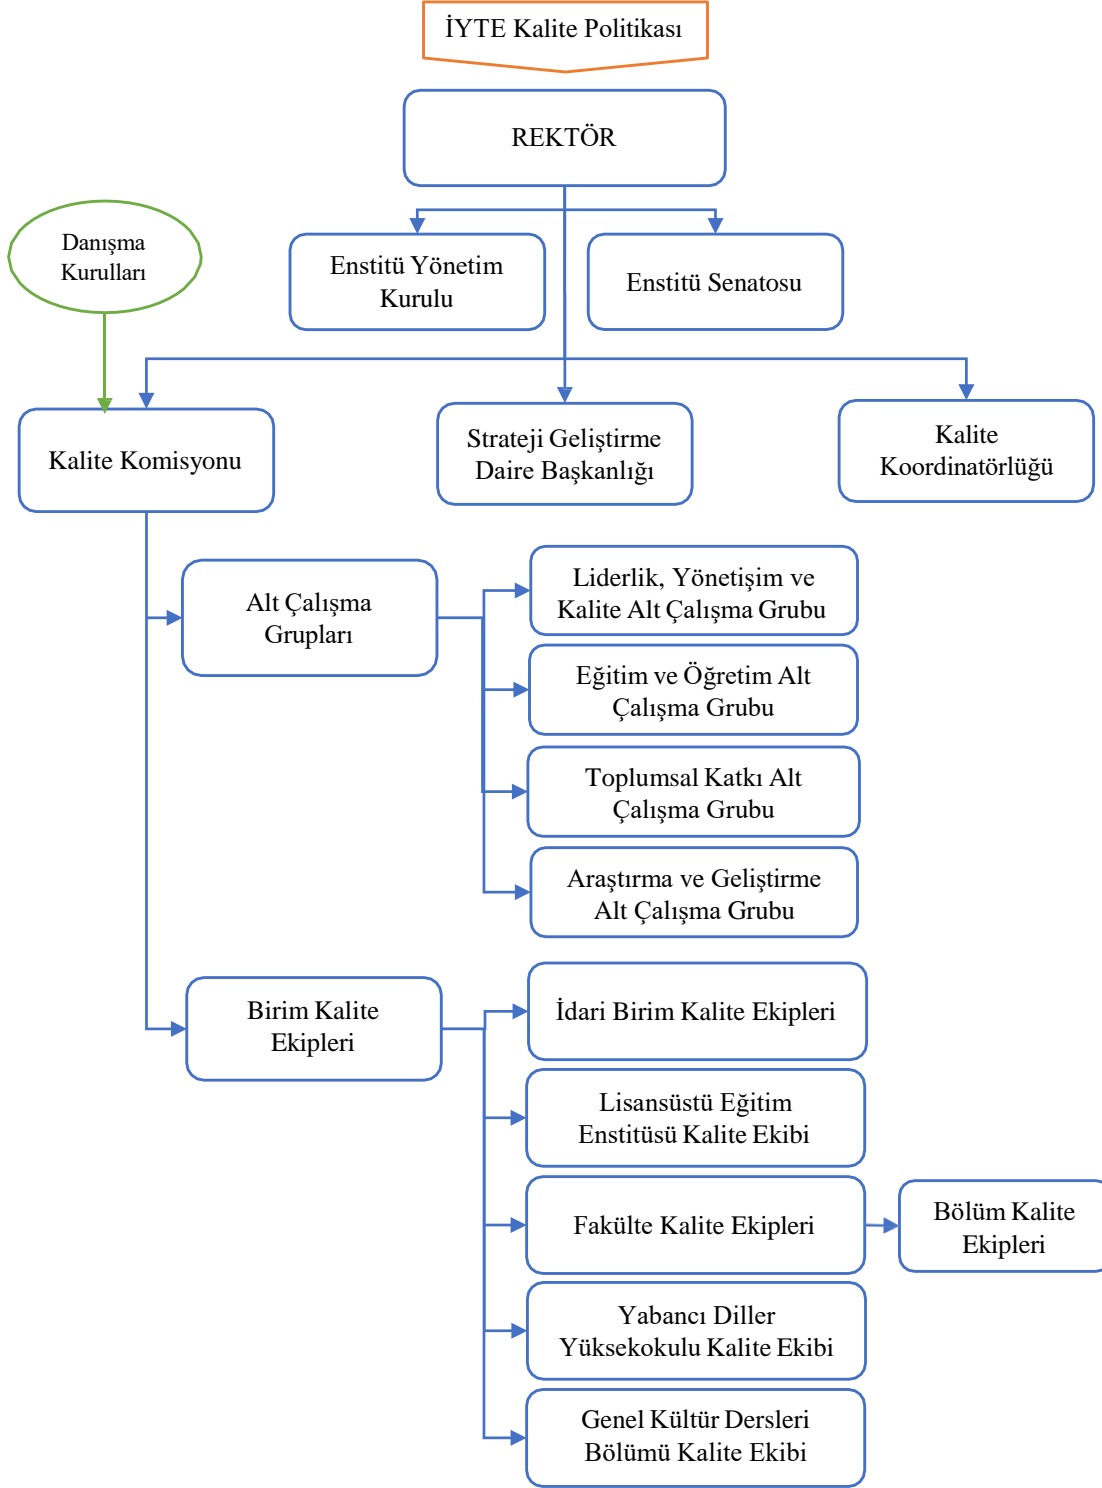 İYTE Kalite Politikası
REKTÖR
Danışma
Kurulları
Enstitü Yönetim
Kurulu
Enstitü Senatosu
Kalite Komisyonu
Strateji Geliştirme
Daire Başkanlığı
Kalite
Koordinatörlüğü
Alt Çalışma
Grupları
Liderlik, Yönetişim ve
Kalite Alt Çalışma Grubu
Eğitim ve Öğretim Alt
Çalışma Grubu
Toplumsal Katkı Alt
Çalışma Grubu
Araştırma ve Geliştirme
Alt Çalışma Grubu
Birim Kalite
Ekipleri
İdari Birim Kalite Ekipleri
Lisansüstü Eğitim
Enstitüsü Kalite Ekibi
Fakülte Kalite Ekipleri
Bölüm Kalite
Ekipleri
Yabancı Diller
Yüksekokulu Kalite Ekibi
Genel Kültür Dersleri
Bölümü Kalite Ekibi